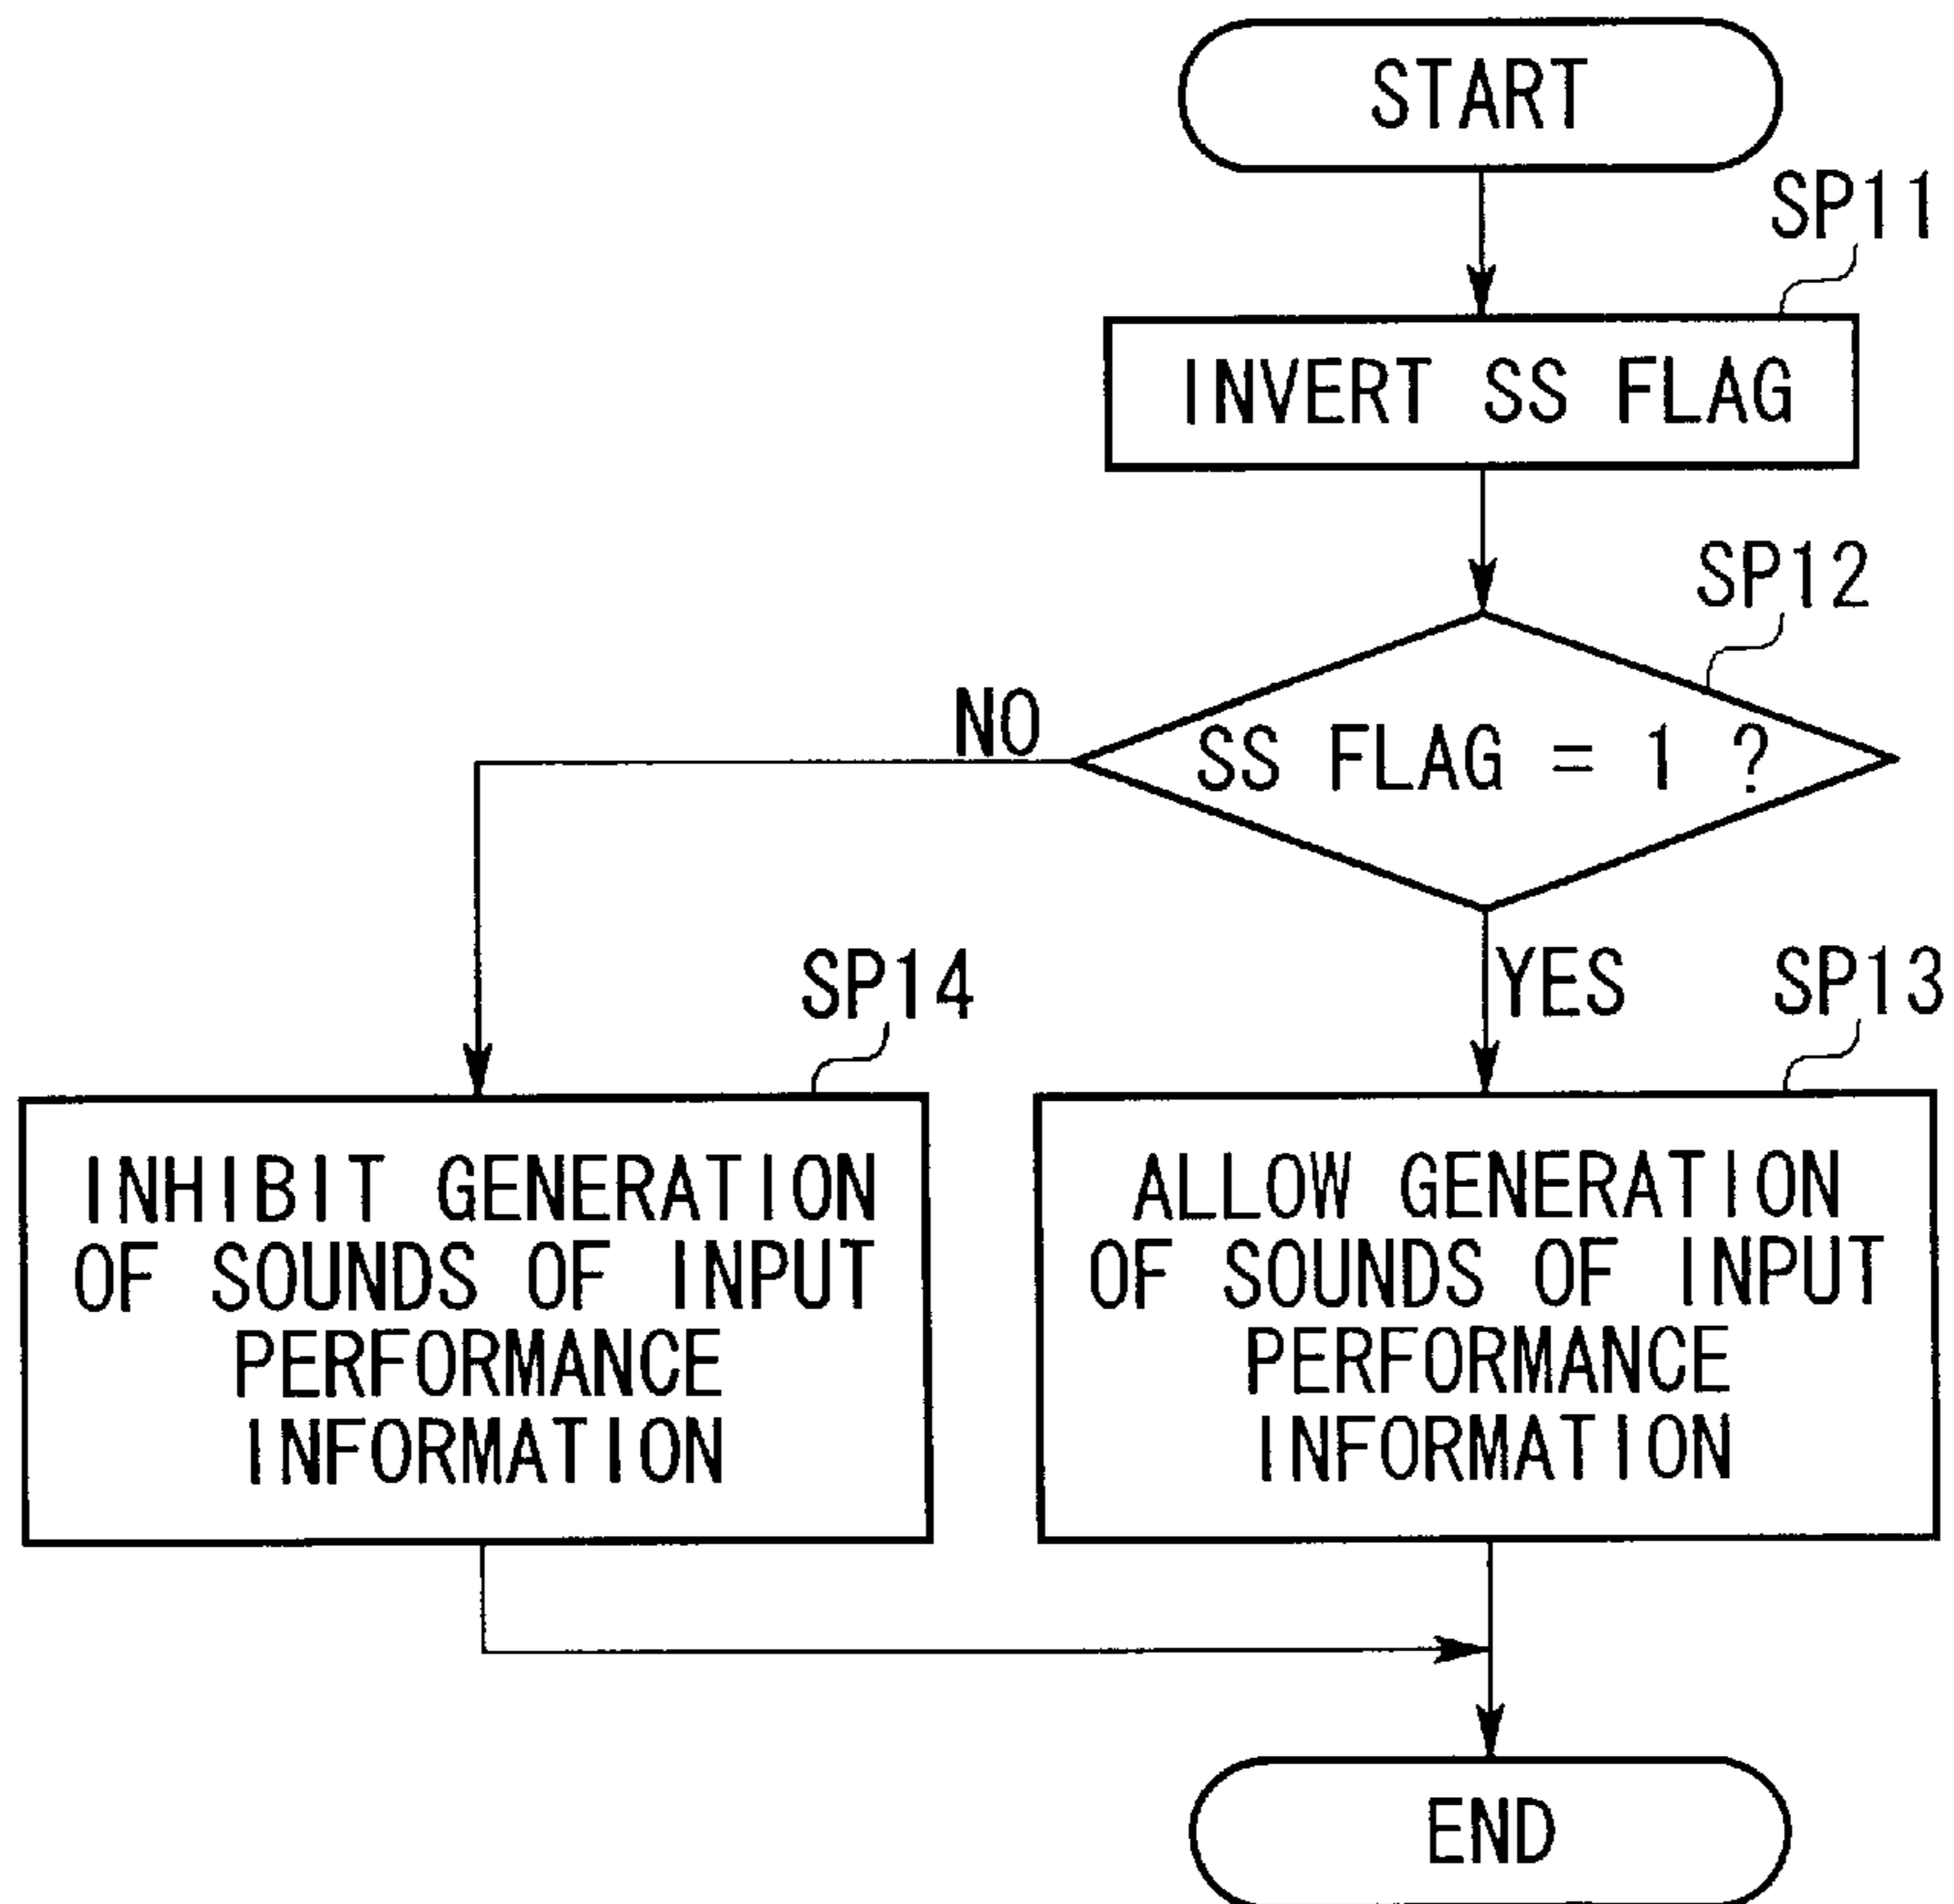 START
SP11
INVERT SS FLAG
SP12
NO
SS FLAG = 1 ?
YES
SP14
SP13
INHIBIT GENERATION
OF SOUNDS OF INPUT
PERFORMANCE
INFORMATION
ALLOW GENERATION
OF SOUNDS OF INPUT
PERFORMANCE
INFORMATION
END